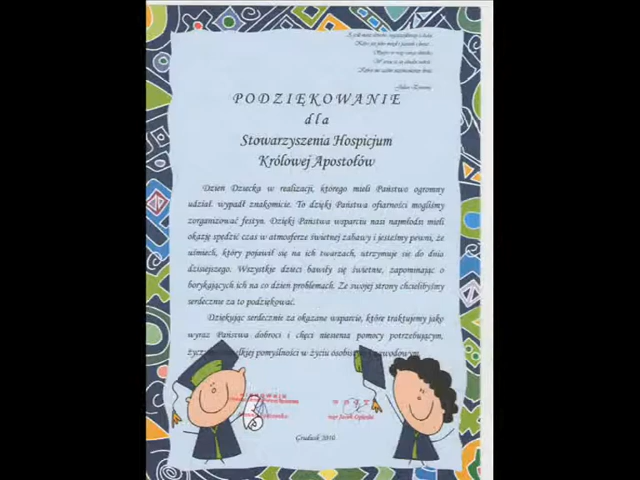 PODZIĘKOWANIE
dla
Stowarzyszenia Hospicjum
Królowej Apostołów
Dzień Dziecka w realizacji, którego mieli Państwo ogromny
udział wypadł znakomicie. To dzięki Państwa ofiarności mogliśmy
zorganizować festyn. Dzięki Państwa wsparciu nasi najmłodsi mieli
okazję spędzić czas w atmosferze świetnej zabawy i jesteśmy pewni, że
uśmiech, który pojawił się na ich twarzach, utrzymuje się do dnia
dzisiejszego. Wszystkie dzieci bawiły się świetnie, zapominając o
borykających ich na co dzień problemach. Ze swojej strony chcielibyśmy
serdecznie za to podziękować.
Dziękując serdecznie za okazane wsparcie, które traktujemy jako
wyraz Państwa dobroci i chęci niesienia pomocy potrzebującym,
pomyślności w życiu zawodowym.
Grudusk 2010